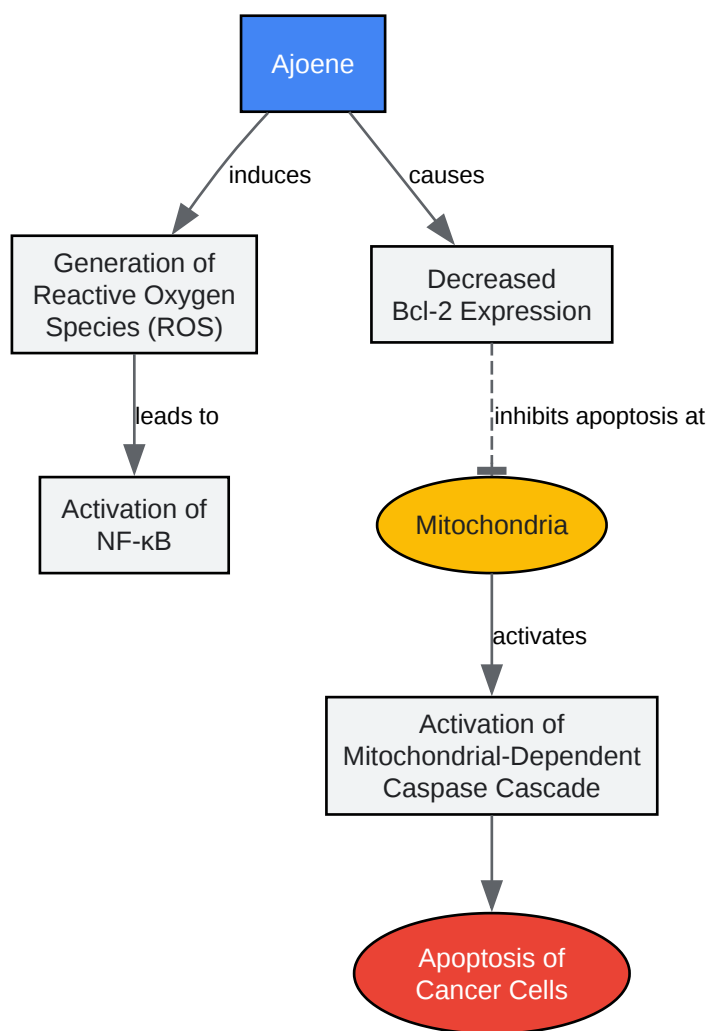 Ajoene
induces
causes
Generation of
Reactive Oxygen
Species (ROS)
Decreased
Bcl-2 Expression
leads to
inhibits apoptosis at
Activation of
NF-κB
Mitochondria
activates
Activation of
Mitochondrial-Dependent
Caspase Cascade
Apoptosis of
Cancer Cells